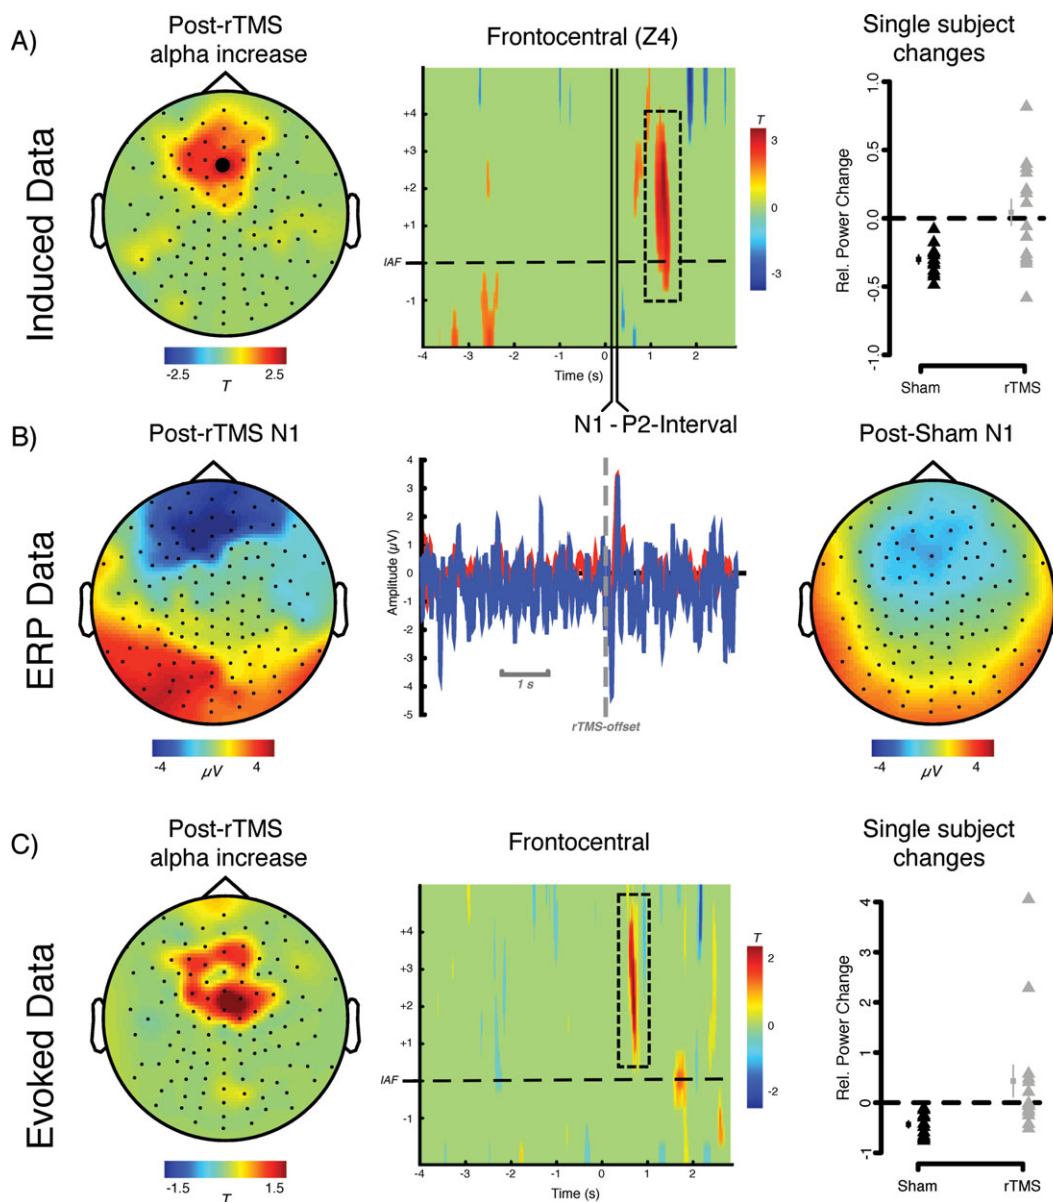 A)
Induced Data
Post-rTMS
alpha increase
-2.5
2.5
T
Frontocentral (Z4)
+4
+3
+2
+1
IAF
-1
-4
-3
-2
-1
0
1
2
Time (s)
T
3
0
-3
Single subject
changes
Rel. Power Change
1.0
0.5
0.0
-0.5
-1.0
Sham
rTMS
B)
ERP Data
Post-rTMS N1
-4
4
µV
N1 - P2-Interval
Amplitude (µV)
4
3
2
1
0
-1
-2
-3
-4
-5
1 s
rTMS-offset
Post-Sham N1
-4
4
µV
C)
Evoked Data
Post-rTMS
alpha increase
-1.5
1.5
T
Frontocentral
+4
+3
+2
+1
IAF
-1
-4
-3
-2
-1
0
1
2
Time (s)
T
2
0
-2
Single subject
changes
Rel. Power Change
4
2
1
0
-1
Sham
rTMS